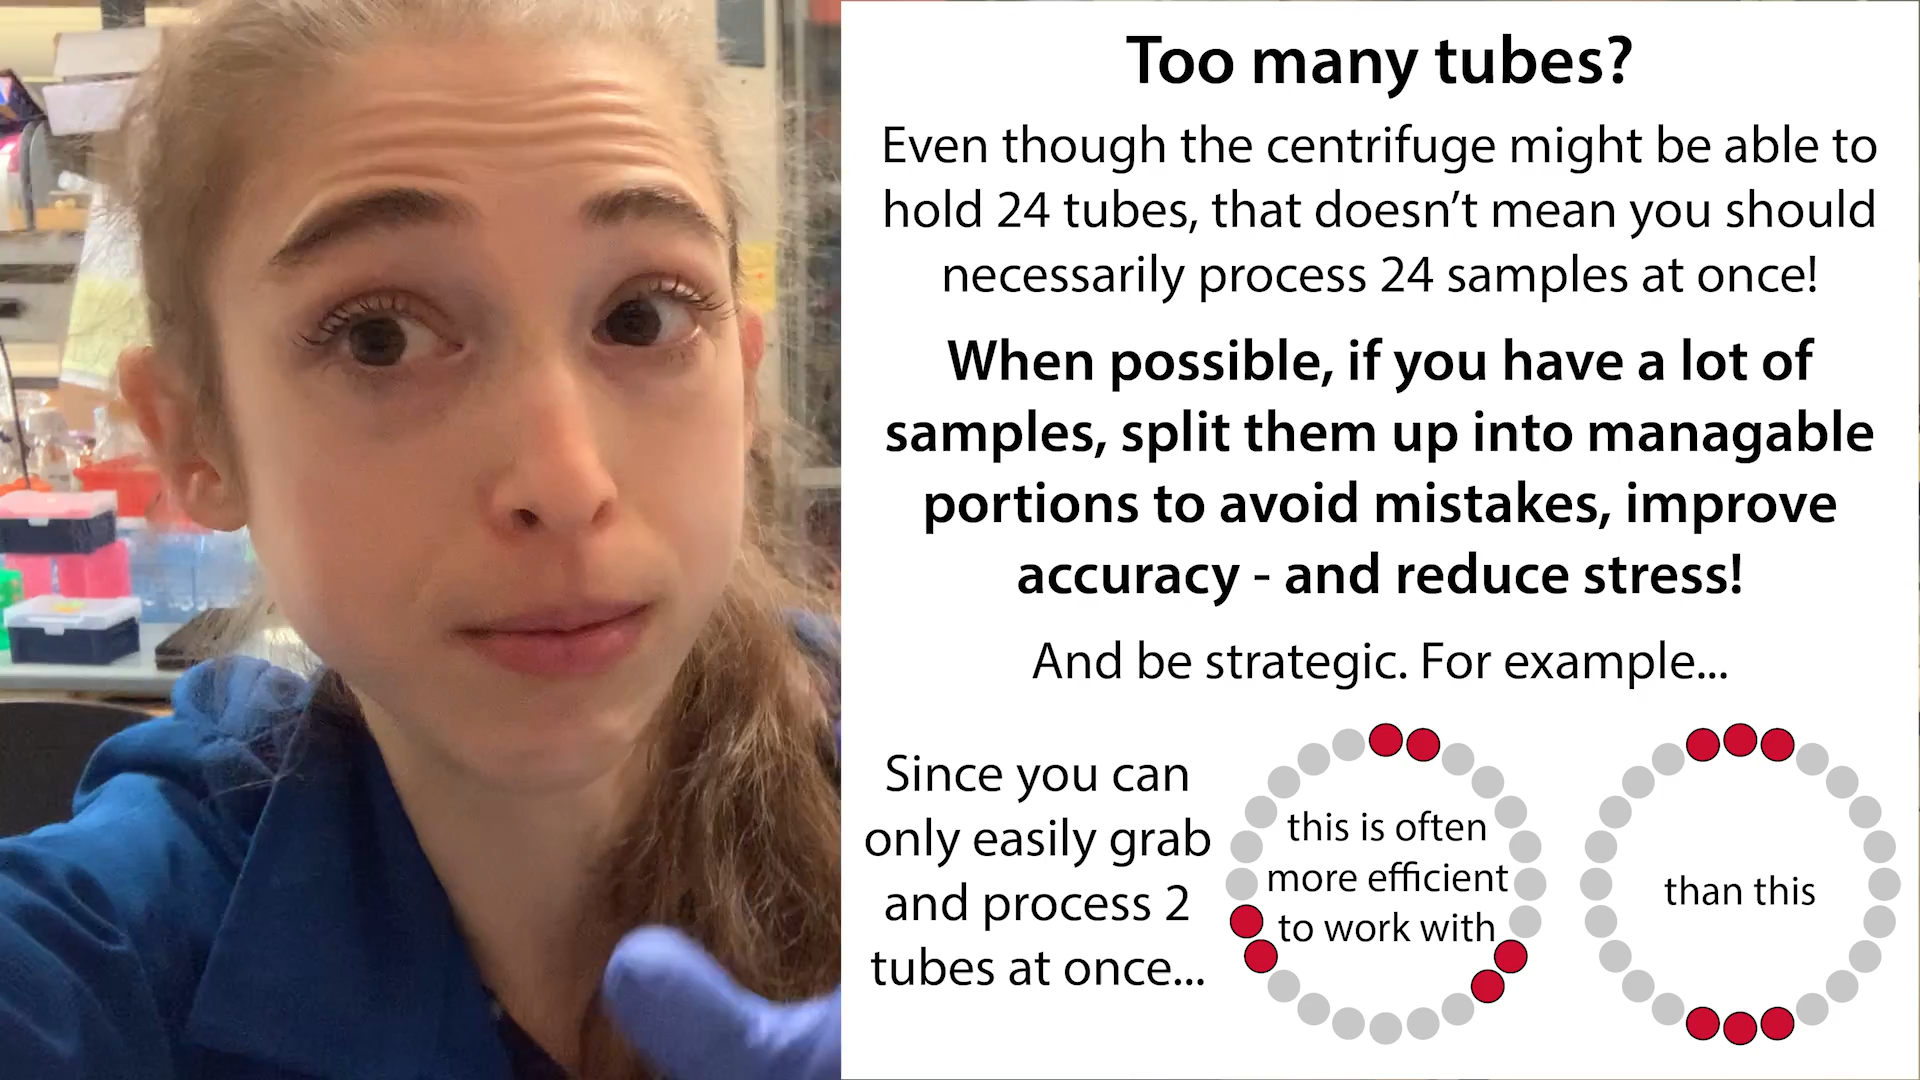 Too many tubes?
Even though the centrifuge might be able to
hold 24 tubes, that doesn’t mean you should
necessarily process 24 samples at once!
When possible, if you have a lot of
samples, split them up into managable
portions to avoid mistakes, improve
accuracy - and reduce stress!
And be strategic. For example...
Since you can
only easily grab
and process 2
tubes at once...
this is often
more efficient
to work with
than this